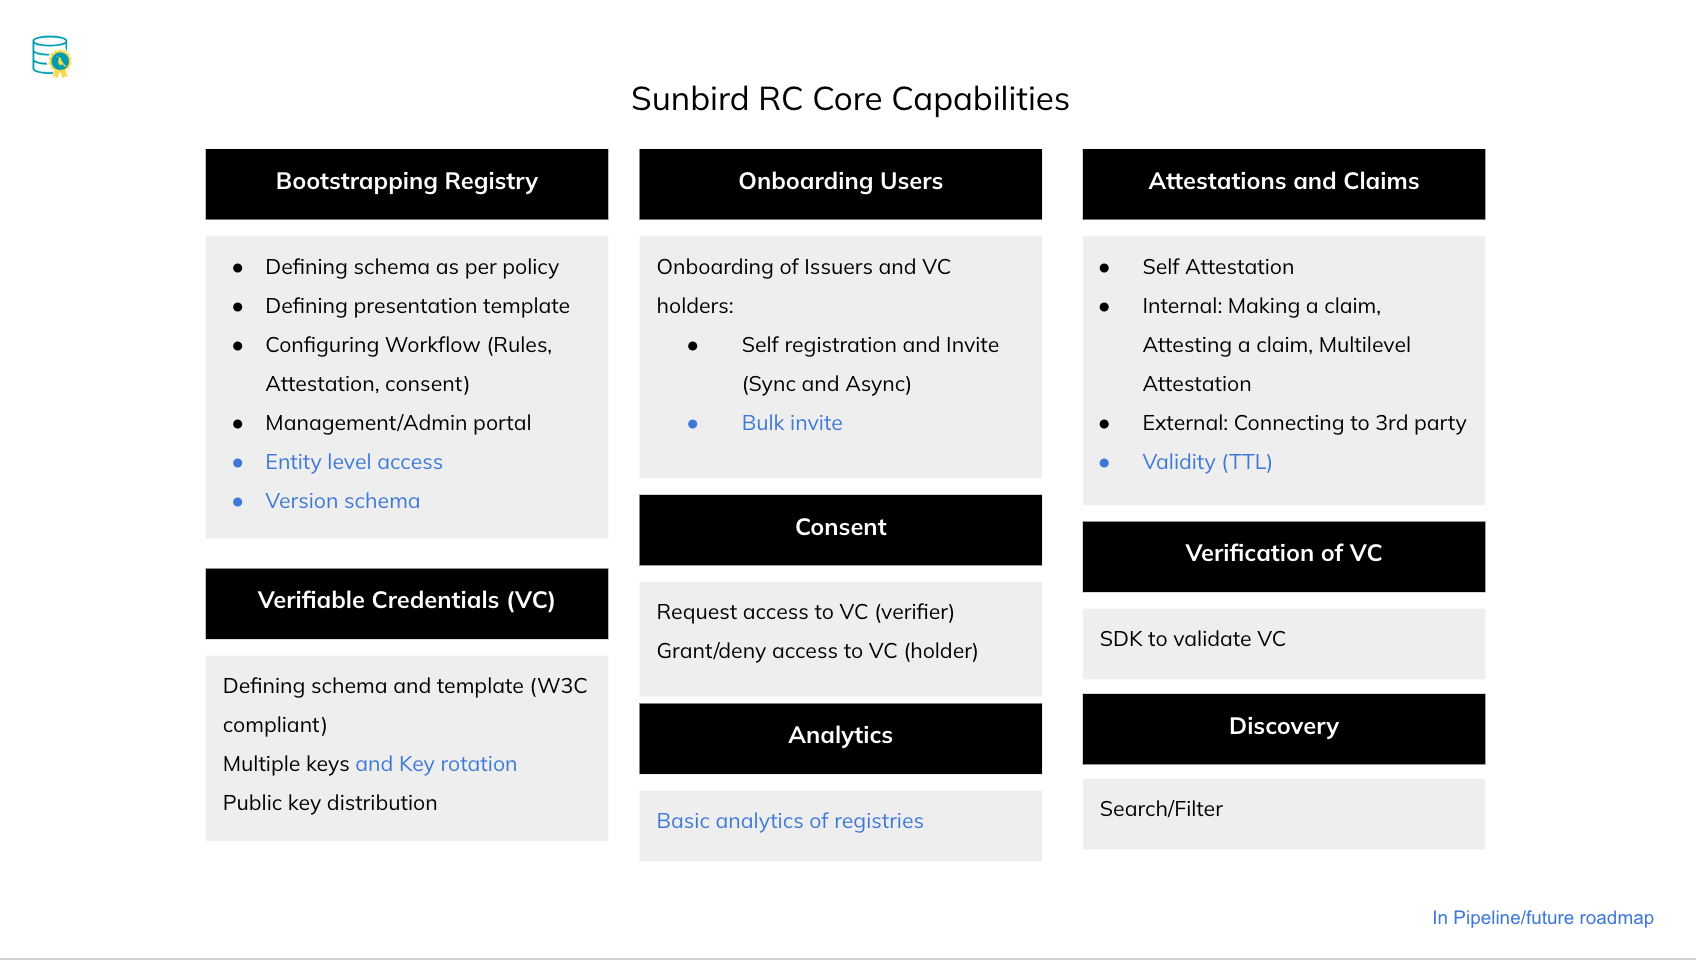 Sunbird RC Core Capabilities
Bootstrapping Registry
● Defining schema as per policy
● Defining presentation template
● Configuring Workflow (Rules,
Attestation, consent)
● Management/Admin portal
● Entity level access
● Version schema
Verifiable Credentials (VC)
Defining schema and template (W3C
compliant)
Multiple keys and Key rotation
Public key distribution
Onboarding Users
Onboarding of Issuers and VC
holders:
● Self registration and Invite
(Sync and Async)
● Bulk invite
Consent
Request access to VC (verifier)
Grant/deny access to VC (holder)
Analytics
Basic analytics of registries
Attestations and Claims
● Self Attestation
● Internal: Making a claim,
Attesting a claim, Multilevel
Attestation
● External: Connecting to 3rd party
● Validity (TTL)
Verification of VC
SDK to validate VC
Discovery
Search/Filter
In Pipeline/future roadmap